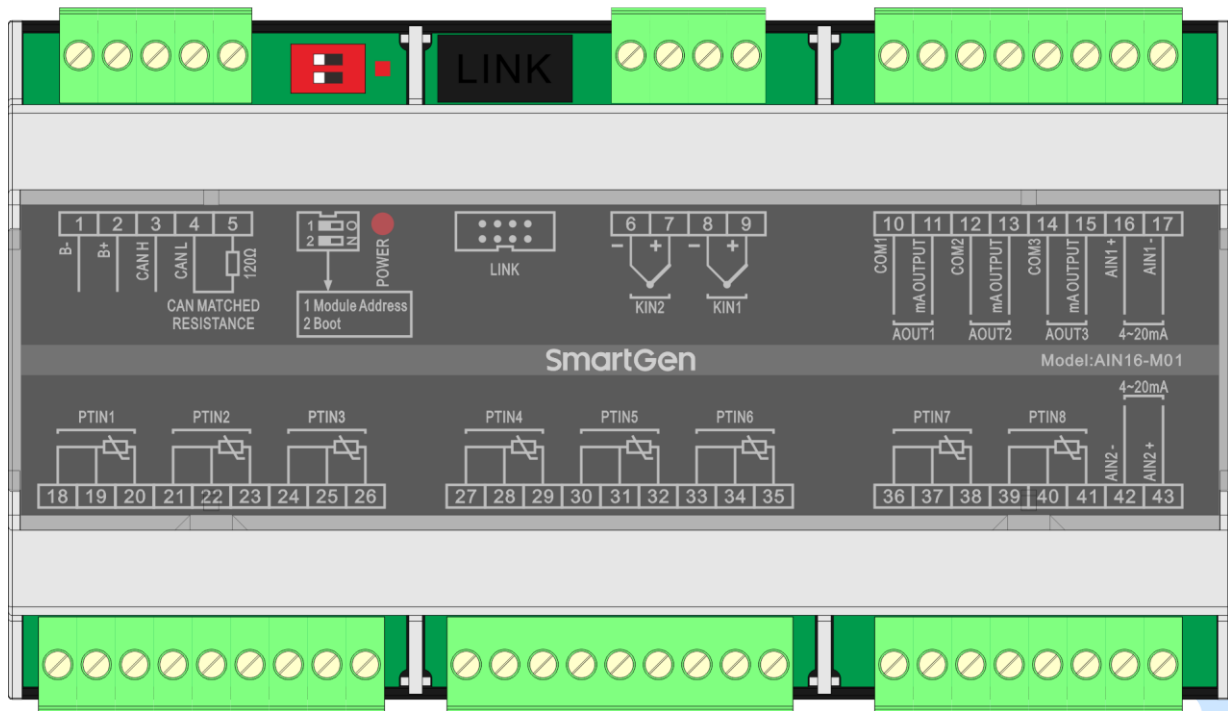 LINK
1 2 3 4 5
B-
B+
CAN H
CAN L
120Ω
CAN MATCHED
RESISTANCE
1 O
2 N
POWER
1 Module Address
2 Boot
LINK
6 7 8 9
- + - +
KIN2 KIN1
10 11 12 13 14 15 16 17
COM1
mA OUTPUT
COM2
mA OUTPUT
COM3
mA OUTPUT
AIN1 +
AIN1 -
AOUT1 AOUT2 AOUT3 4~20mA
SmartGen
Model:AIN16-M01
4~20mA
PTIN1 PTIN2 PTIN3 PTIN4 PTIN5 PTIN6 PTIN7 PTIN8
AIN2 -
AIN2 +
18 19 20 21 22 23 24 25 26
27 28 29 30 31 32 33 34 35
36 37 38 39 40 41 42 43